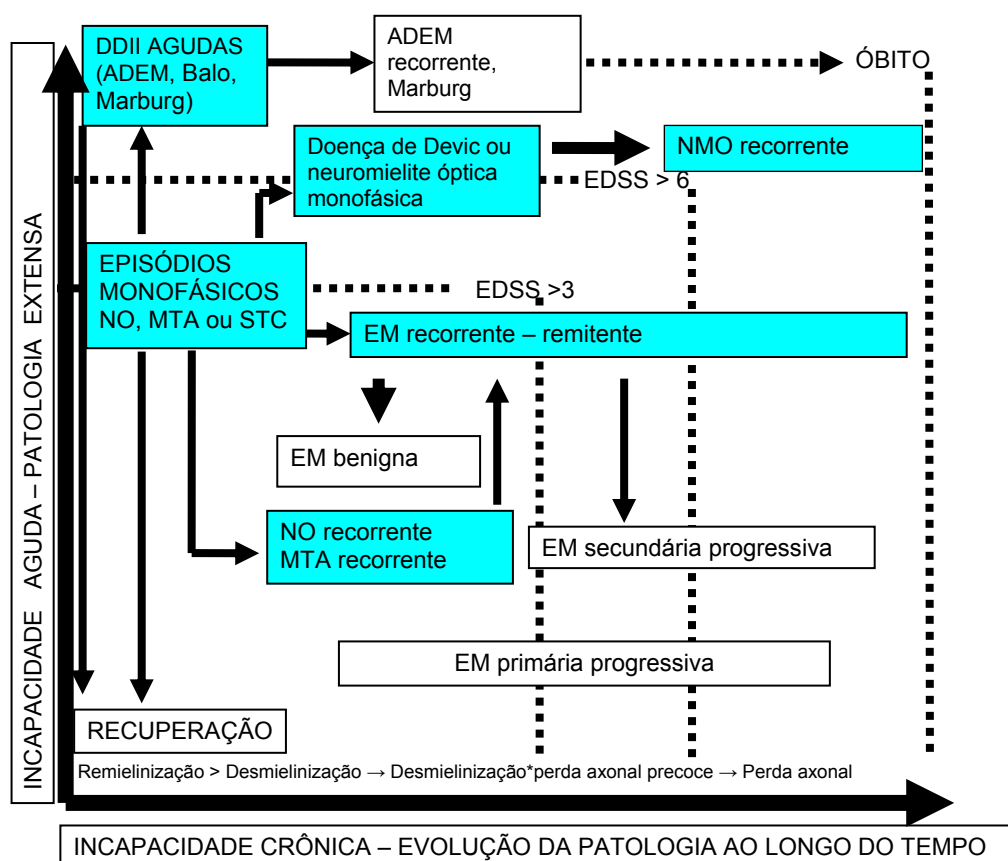 DDII AGUDAS
(ADEM, Balo,
Marburg)
ADEM
recorrente,
Marburg
ÓBITO
Doença de Devic ou
neuromielite óptica
monofásica
NMO recorrente
EDSS > 6
EPISÓDIOS
MONOFÁSICOS
NO, MTA ou STC
EDSS >3
EM recorrente – remitente
EM benigna
NO recorrente
MTA recorrente
EM secundária progressiva
EM primária progressiva
RECUPERAÇÃO
Remielinização > Desmielinização → Desmielinização*perda axonal precoce → Perda axonal
INCAPACIDADE AGUDA – PATOLOGIA EXTENSA
INCAPACIDADE CRÔNICA – EVOLUÇÃO DA PATOLOGIA AO LONGO DO TEMPO